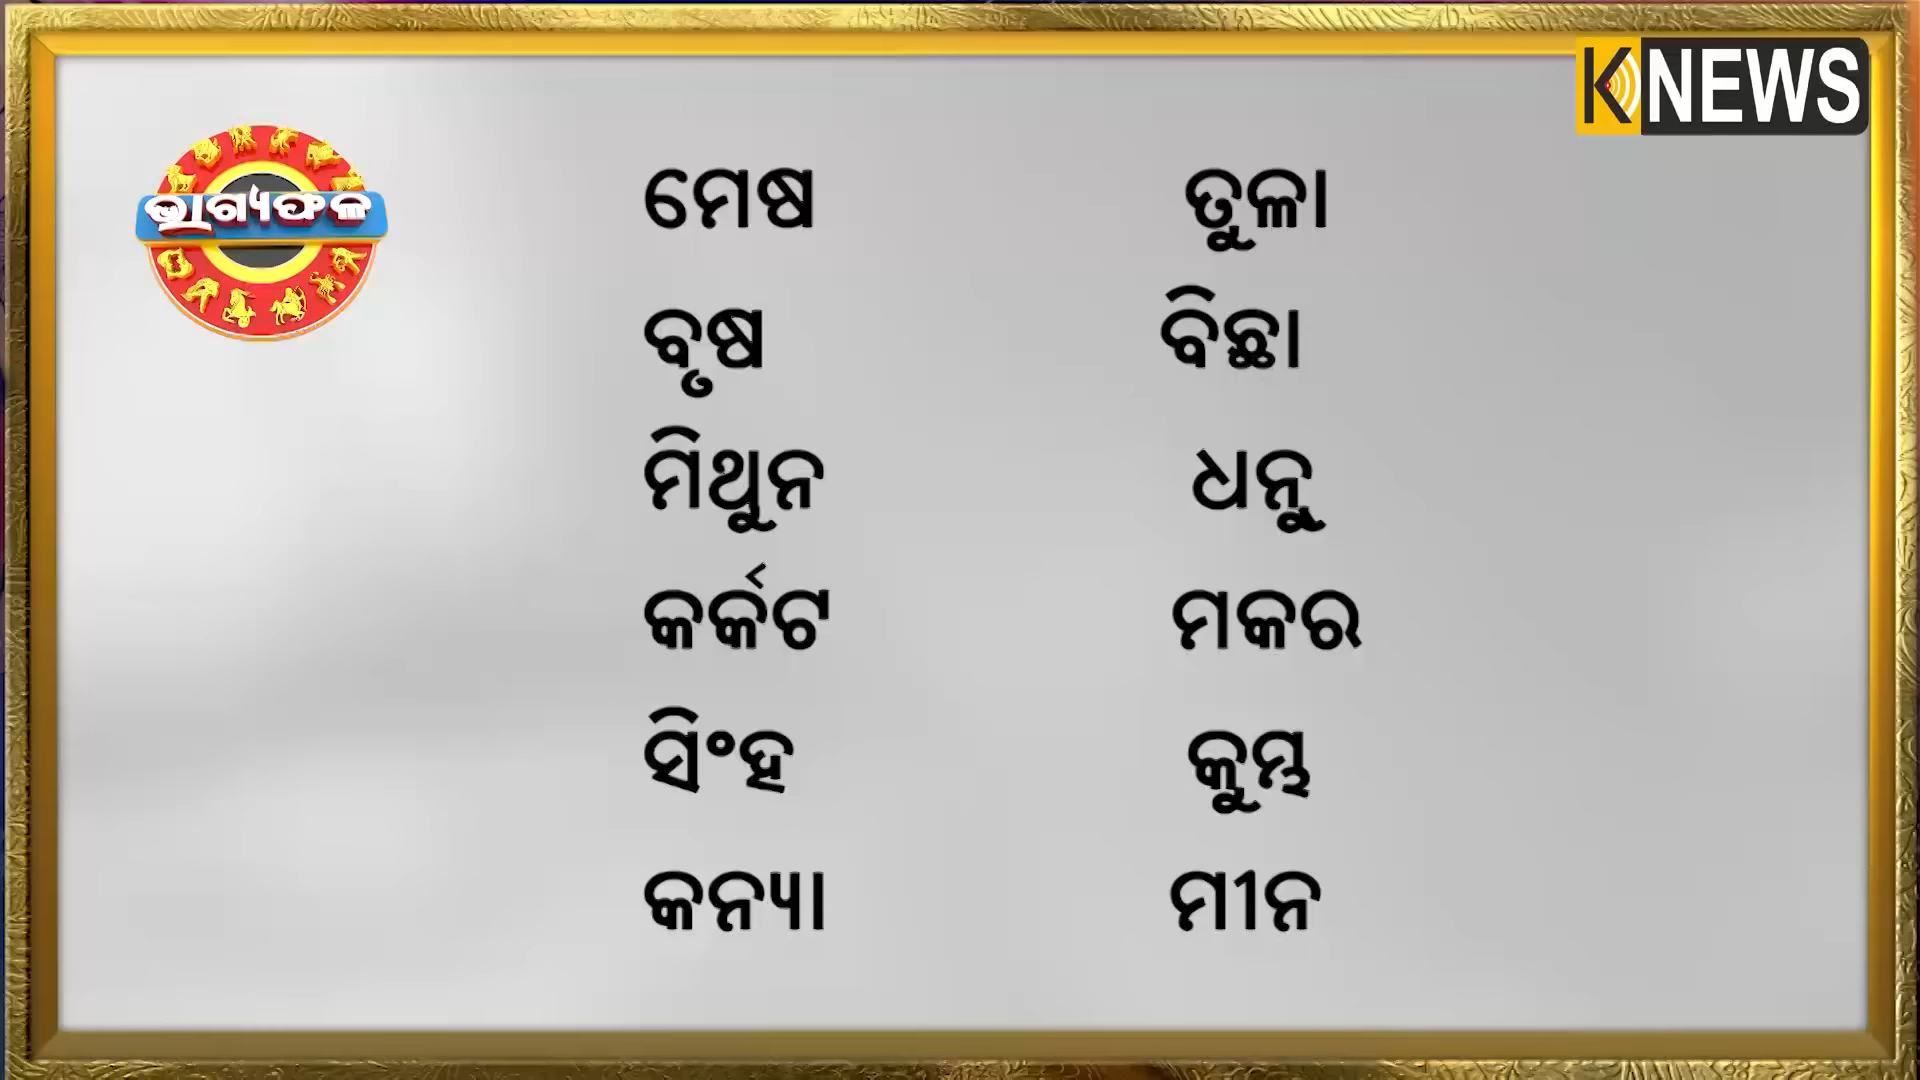 KNEWS
ଭାଗ୍ୟଫଳ
ମେଷ ତୁଳା
ବୃଷ ବିଛା
ମିଥୁନ ଧନୁ
କର୍କଟ ମକର
ସିଂହ କୁମ୍ଭ
କନ୍ୟା ମୀନ